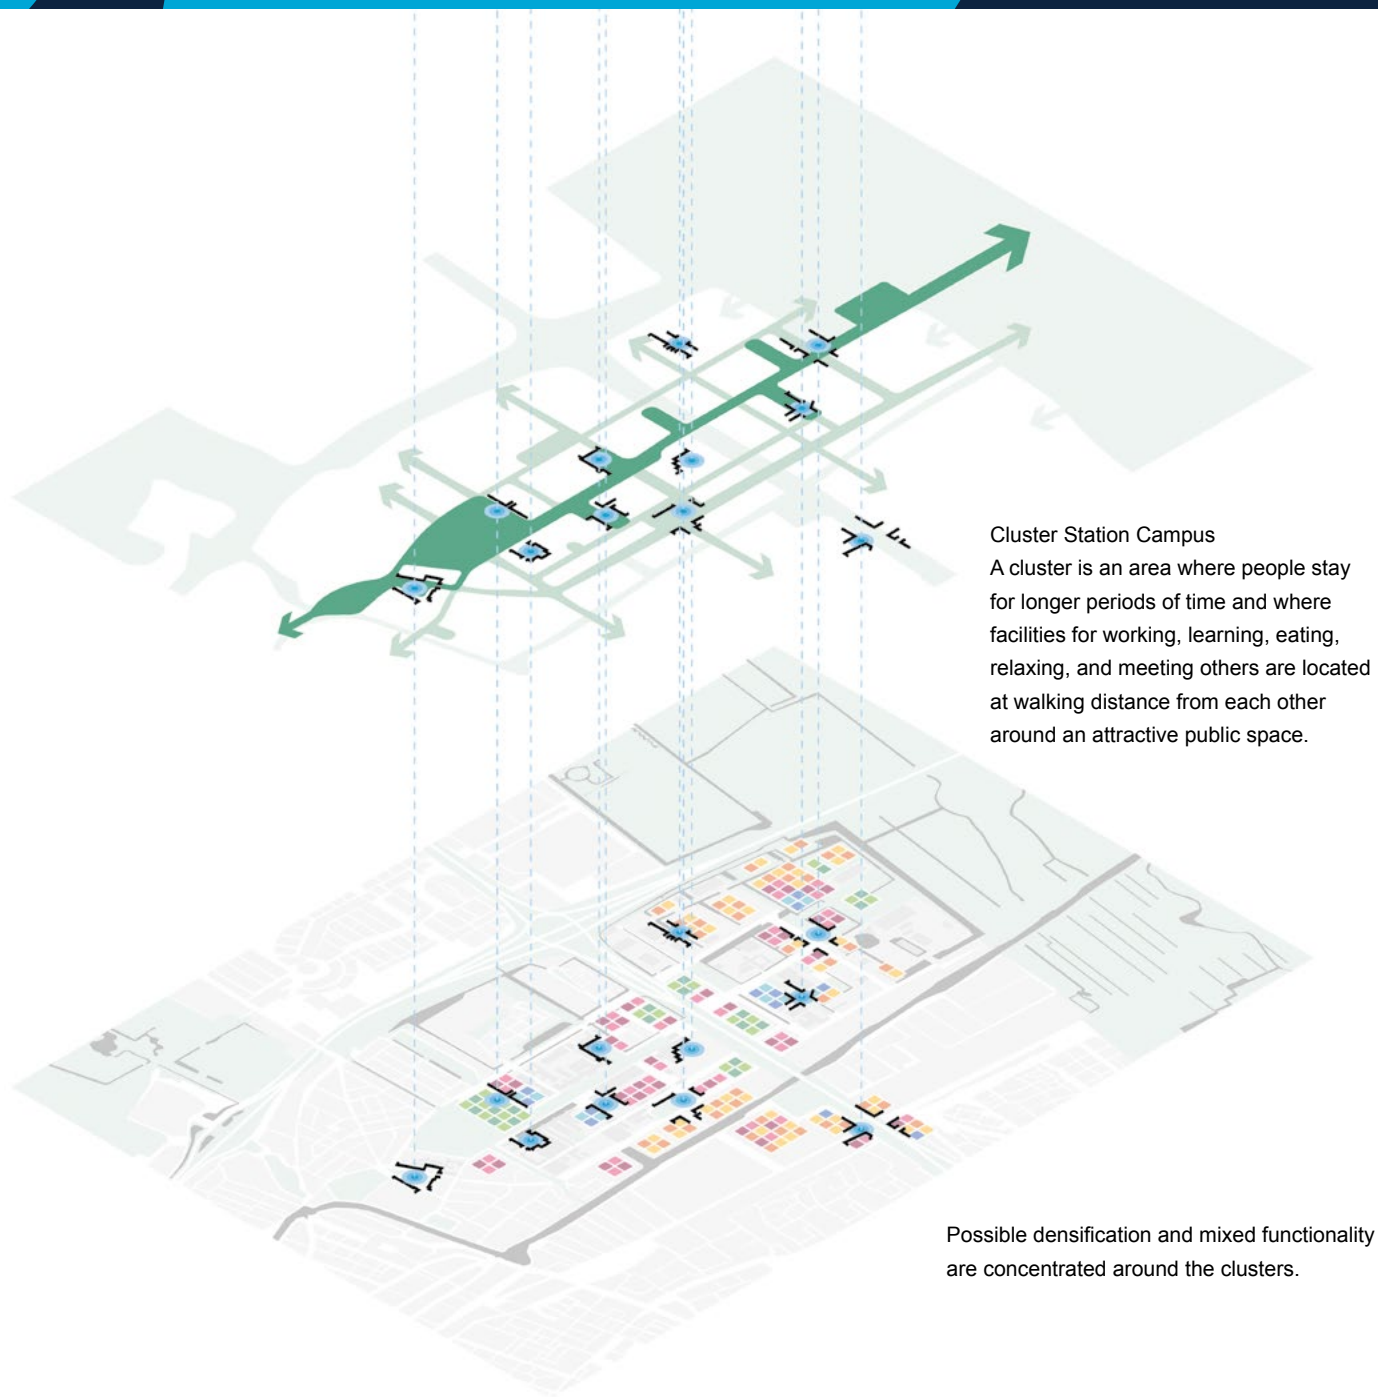 Cluster Station Campus
A cluster is an area where people stay
for longer periods of time and where
facilities for working, learning, eating,
relaxing, and meeting others are located
at walking distance from each other
around an attractive public space.
Possible densification and mixed functionality
are concentrated around the clusters.